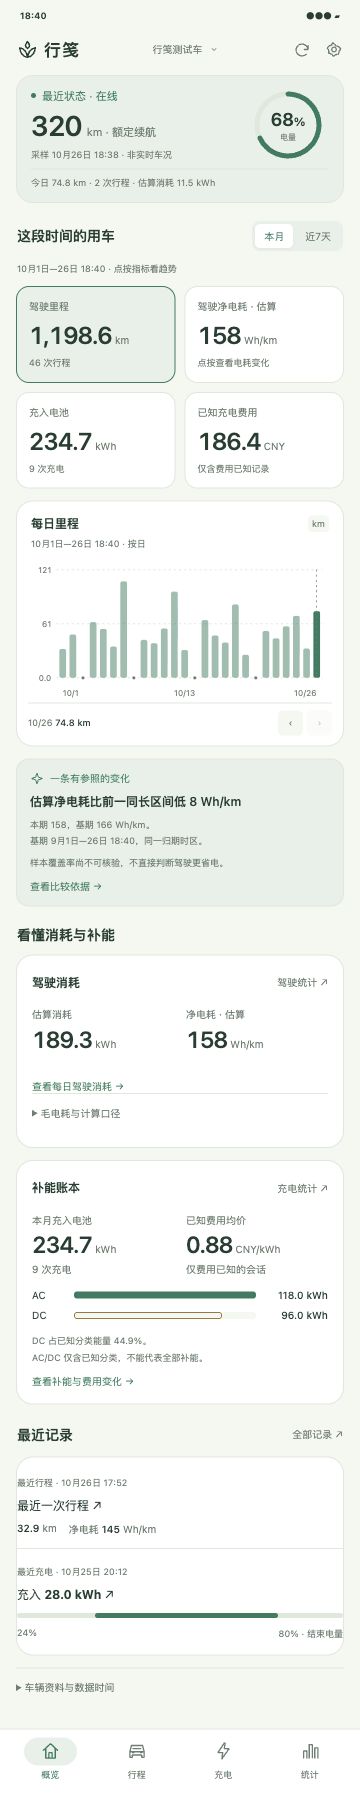 18:40
行笺
行笺测试车
最近状态 · 在线
320 km · 额定续航
68%
电量
采样 10月26日 18:38 · 非实时车况
今日 74.8 km · 2 次行程 · 估算消耗 11.5 kWh
这段时间的用车
本月 近7天
10月1日—26日 18:40 · 点按指标看趋势
驾驶里程
1,198.6 km
46 次行程
驾驶净电耗 · 估算
158 Wh/km
点按查看电耗变化
充入电池
234.7 kWh
9 次充电
已知充电费用
186.4 CNY
仅含费用已知记录
每日里程
km
10月1日—26日 18:40 · 按日
121
61
0.0
10/1 10/13 10/26
10/26 74.8 km
‹ ›
一条有参照的变化
估算净电耗比前一同长区间低 8 Wh/km
本期 158，基期 166 Wh/km。
基期 9月1日—26日 18:40，同一归期时区。
样本覆盖率尚不可核验，不直接判断驾驶更省电。
查看比较依据 →
看懂消耗与补能
驾驶消耗
驾驶统计 ↗
估算消耗
189.3 kWh
净电耗 · 估算
158 Wh/km
查看每日驾驶消耗 →
▶ 毛电耗与计算口径
补能账本
充电统计 ↗
本月充入电池
234.7 kWh
9 次充电
已知费用均价
0.88 CNY/kWh
仅费用已知的会话
AC 118.0 kWh
DC 96.0 kWh
DC 占已知分类能量 44.9%。
AC/DC 仅含已知分类，不能代表全部补能。
查看补能与费用变化 →
最近记录
全部记录 ↗
最近行程 · 10月26日 17:52
最近一次行程 ↗
32.9 km 净电耗 145 Wh/km
最近充电 · 10月25日 20:12
充入 28.0 kWh ↗
24% 80% · 结束电量
▶ 车辆资料与数据时间
概览 行程 充电 统计